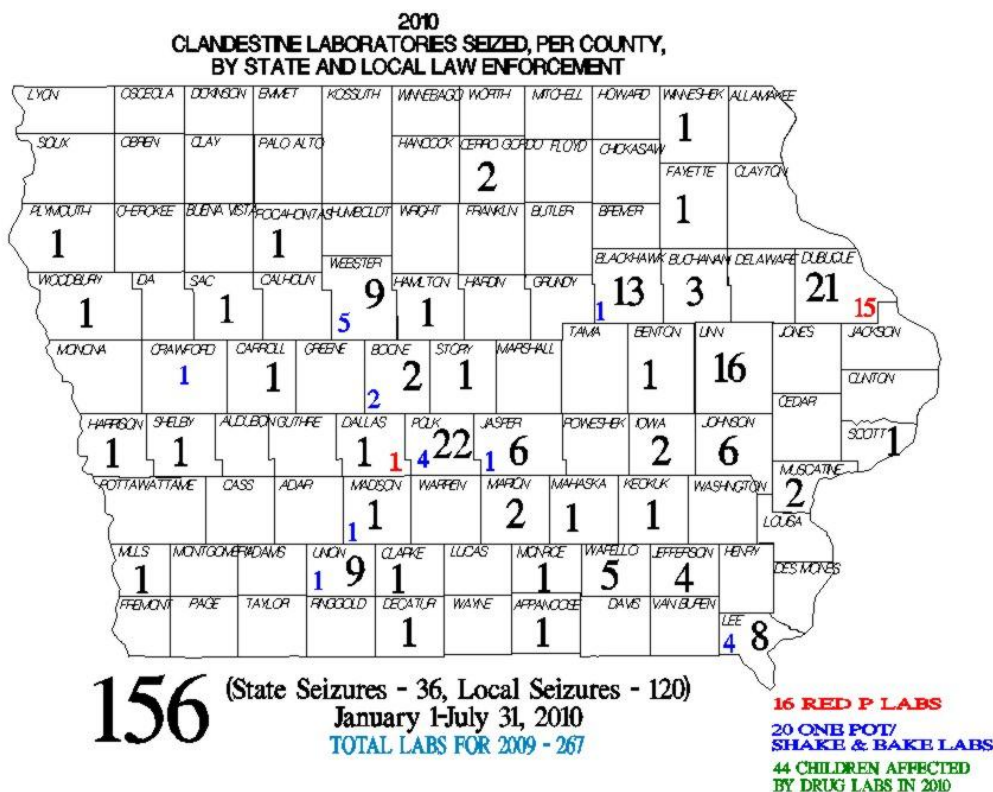 2010
CLANDESTINE LABORATORIES SEIZED, PER COUNTY,
BY STATE AND LOCAL LAW ENFORCEMENT
LYON OSCEOLA DICKINSON EMMET KOSSUTH WINNEBAGO WORTH MITCHELL HOWARD WINNESHEK ALLAMAKEE
1
SIOUX OBRIEN CLAY PALO ALTO HANCOCK CERRO GORDO FLOYD CHICKASAW
2
FAYETTE CLAYTON
1
PLYMOUTH CHEROKEE BUENA VISTA POCAHONTAS HUMBOLDT WRIGHT FRANKLIN BUTLER BREMER
1 1
WEBSTER BLACKHAWK BUCHANAN DELAWARE DUBUQUE
9 5 13 1 3 21 15
WOODBURY IDA SAC CALHOUN HAMILTON HARDIN GRUNDY
1 1 1
TAMA BENTON LINN JONES JACKSON
1 16
MONONA CRAWFORD CARROLL GREENE BOONE STORY MARSHALL
1 1 2 2 1
CLINTON
CEDAR
HARRISON SHELBY AUDUBON GUTHRIE DALLAS POLK JASPER POWESHEK IOWA JOHNSON SCOTT
1 1 1 1 4 22 1 6 2 6 1
MUSCATINE
2
POTTAWATTAME CASS ADAIR MADISON WARREN MARION MAHASKA KEOKUK WASHINGTON
1 1 2 1 1
LOUISA
MILLS MONTGOMERY ADAMS UNION CLARKE LUCAS MONROE WAPELLO JEFFERSON HENRY DES MOINES
1 1 9 1 1 5 4
FREMONT PAGE TAYLOR RINGGOLD DECATUR WAYNE APPANOOSE DAVIS VAN BUREN LEE
1 1 4 8
156 (State Seizures - 36, Local Seizures - 120)
January 1-July 31, 2010
TOTAL LABS FOR 2009 - 267
16 RED P LABS
20 ONE POT/
SHAKE & BAKE LABS
44 CHILDREN AFFECTED
BY DRUG LABS IN 2010